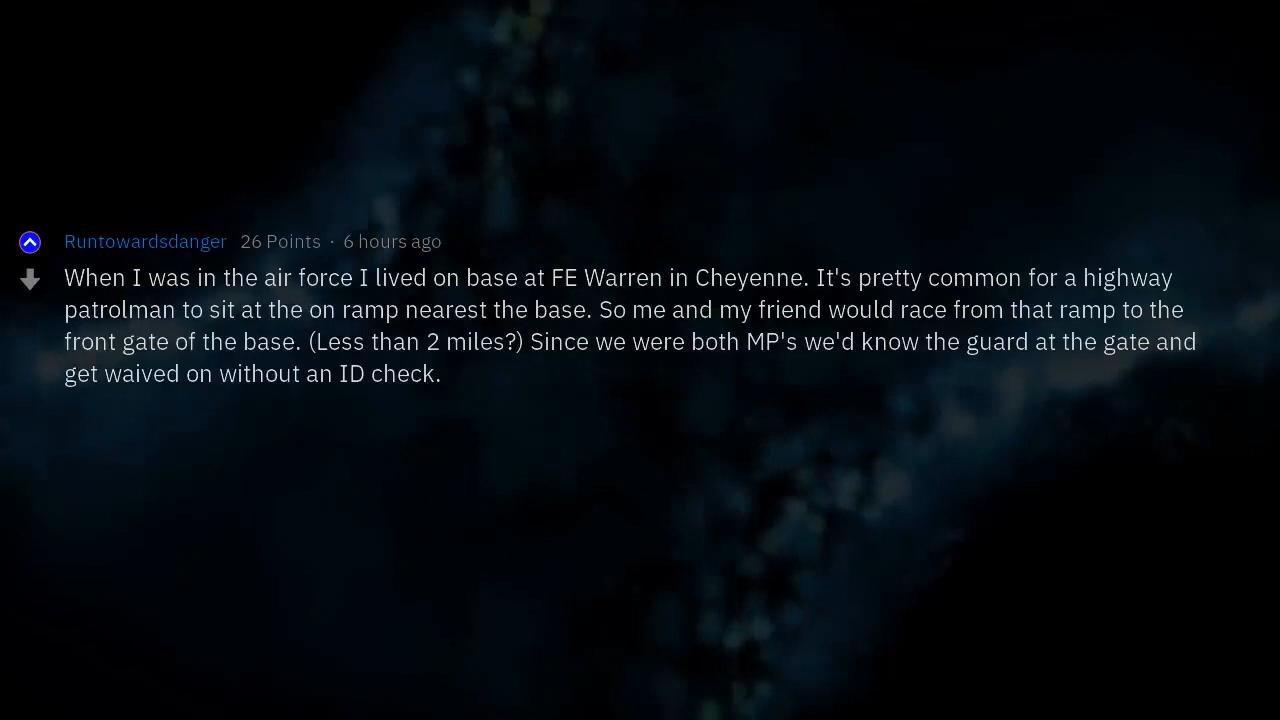 Runtowardsdanger 26 Points · 6 hours ago
When I was in the air force I lived on base at FE Warren in Cheyenne. It's pretty common for a highway
patrolman to sit at the on ramp nearest the base. So me and my friend would race from that ramp to the
front gate of the base. (Less than 2 miles?) Since we were both MP's we'd know the guard at the gate and
get waived on without an ID check.